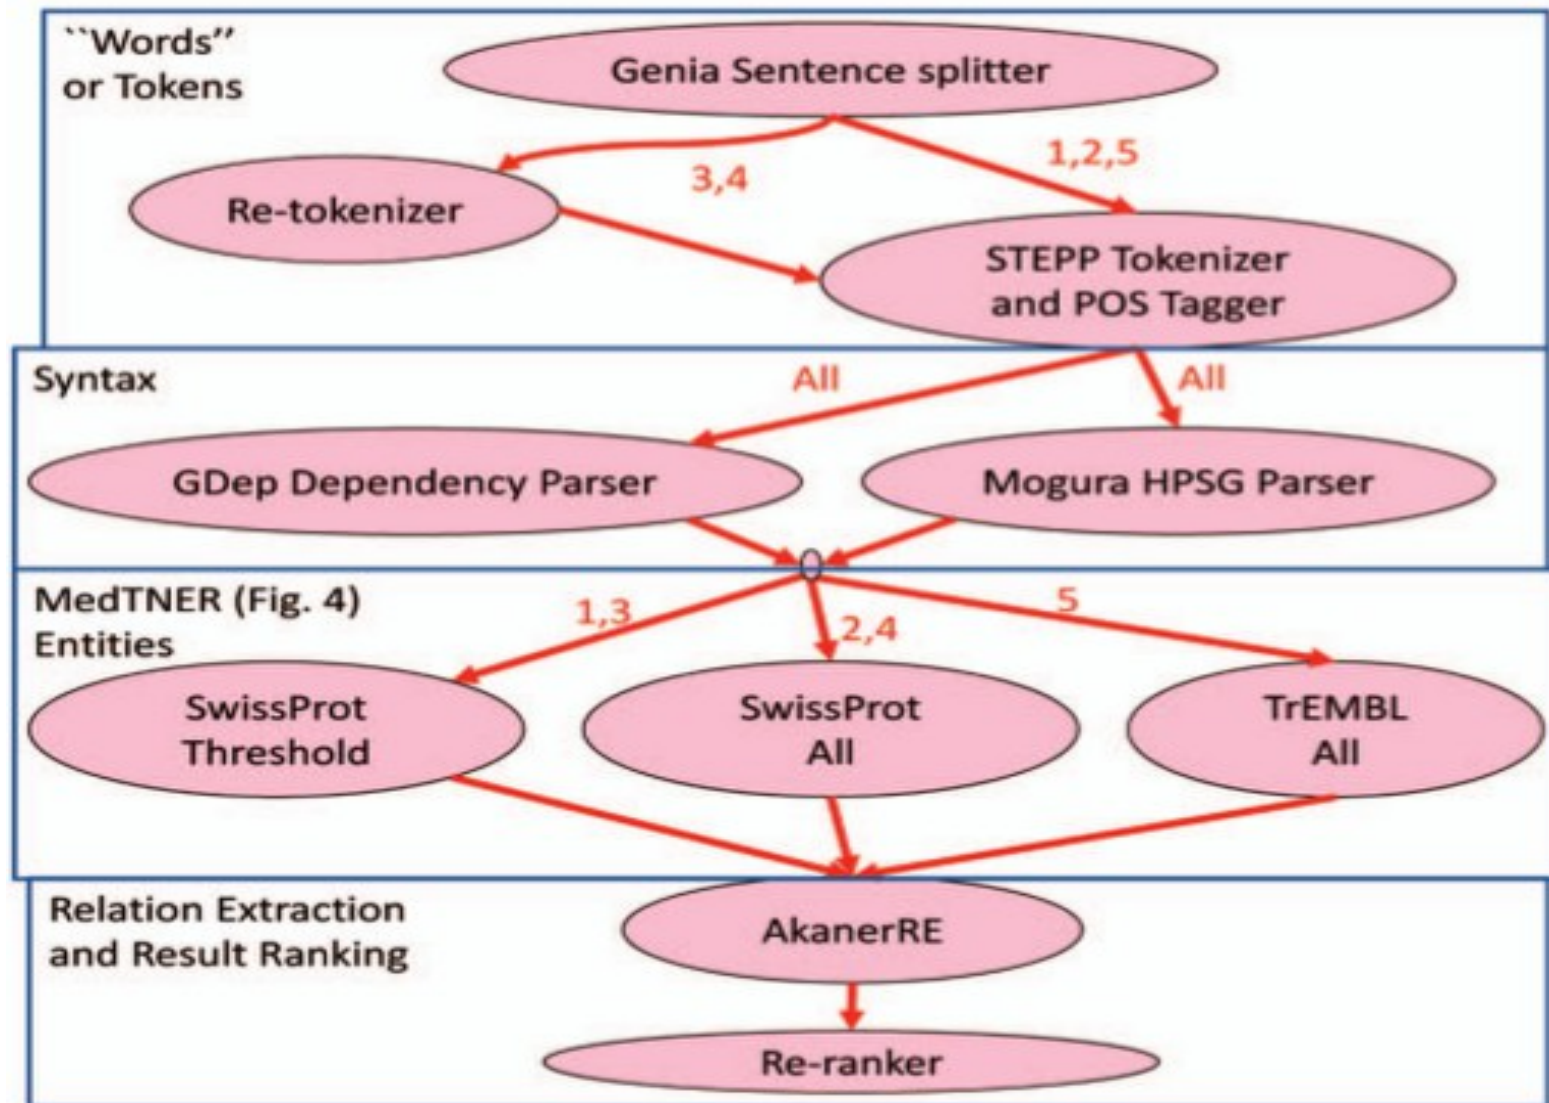 ``Words''
or Tokens
Genia Sentence splitter
3,4
1,2,5
Re-tokenizer
STEPP Tokenizer
and POS Tagger
Syntax
All
All
GDep Dependency Parser
Mogura HPSG Parser
MedTNER (Fig. 4)
Entities
1,3
2,4
5
SwissProt
Threshold
SwissProt
All
TrEMBL
All
Relation Extraction
and Result Ranking
AkanerRE
Re-ranker